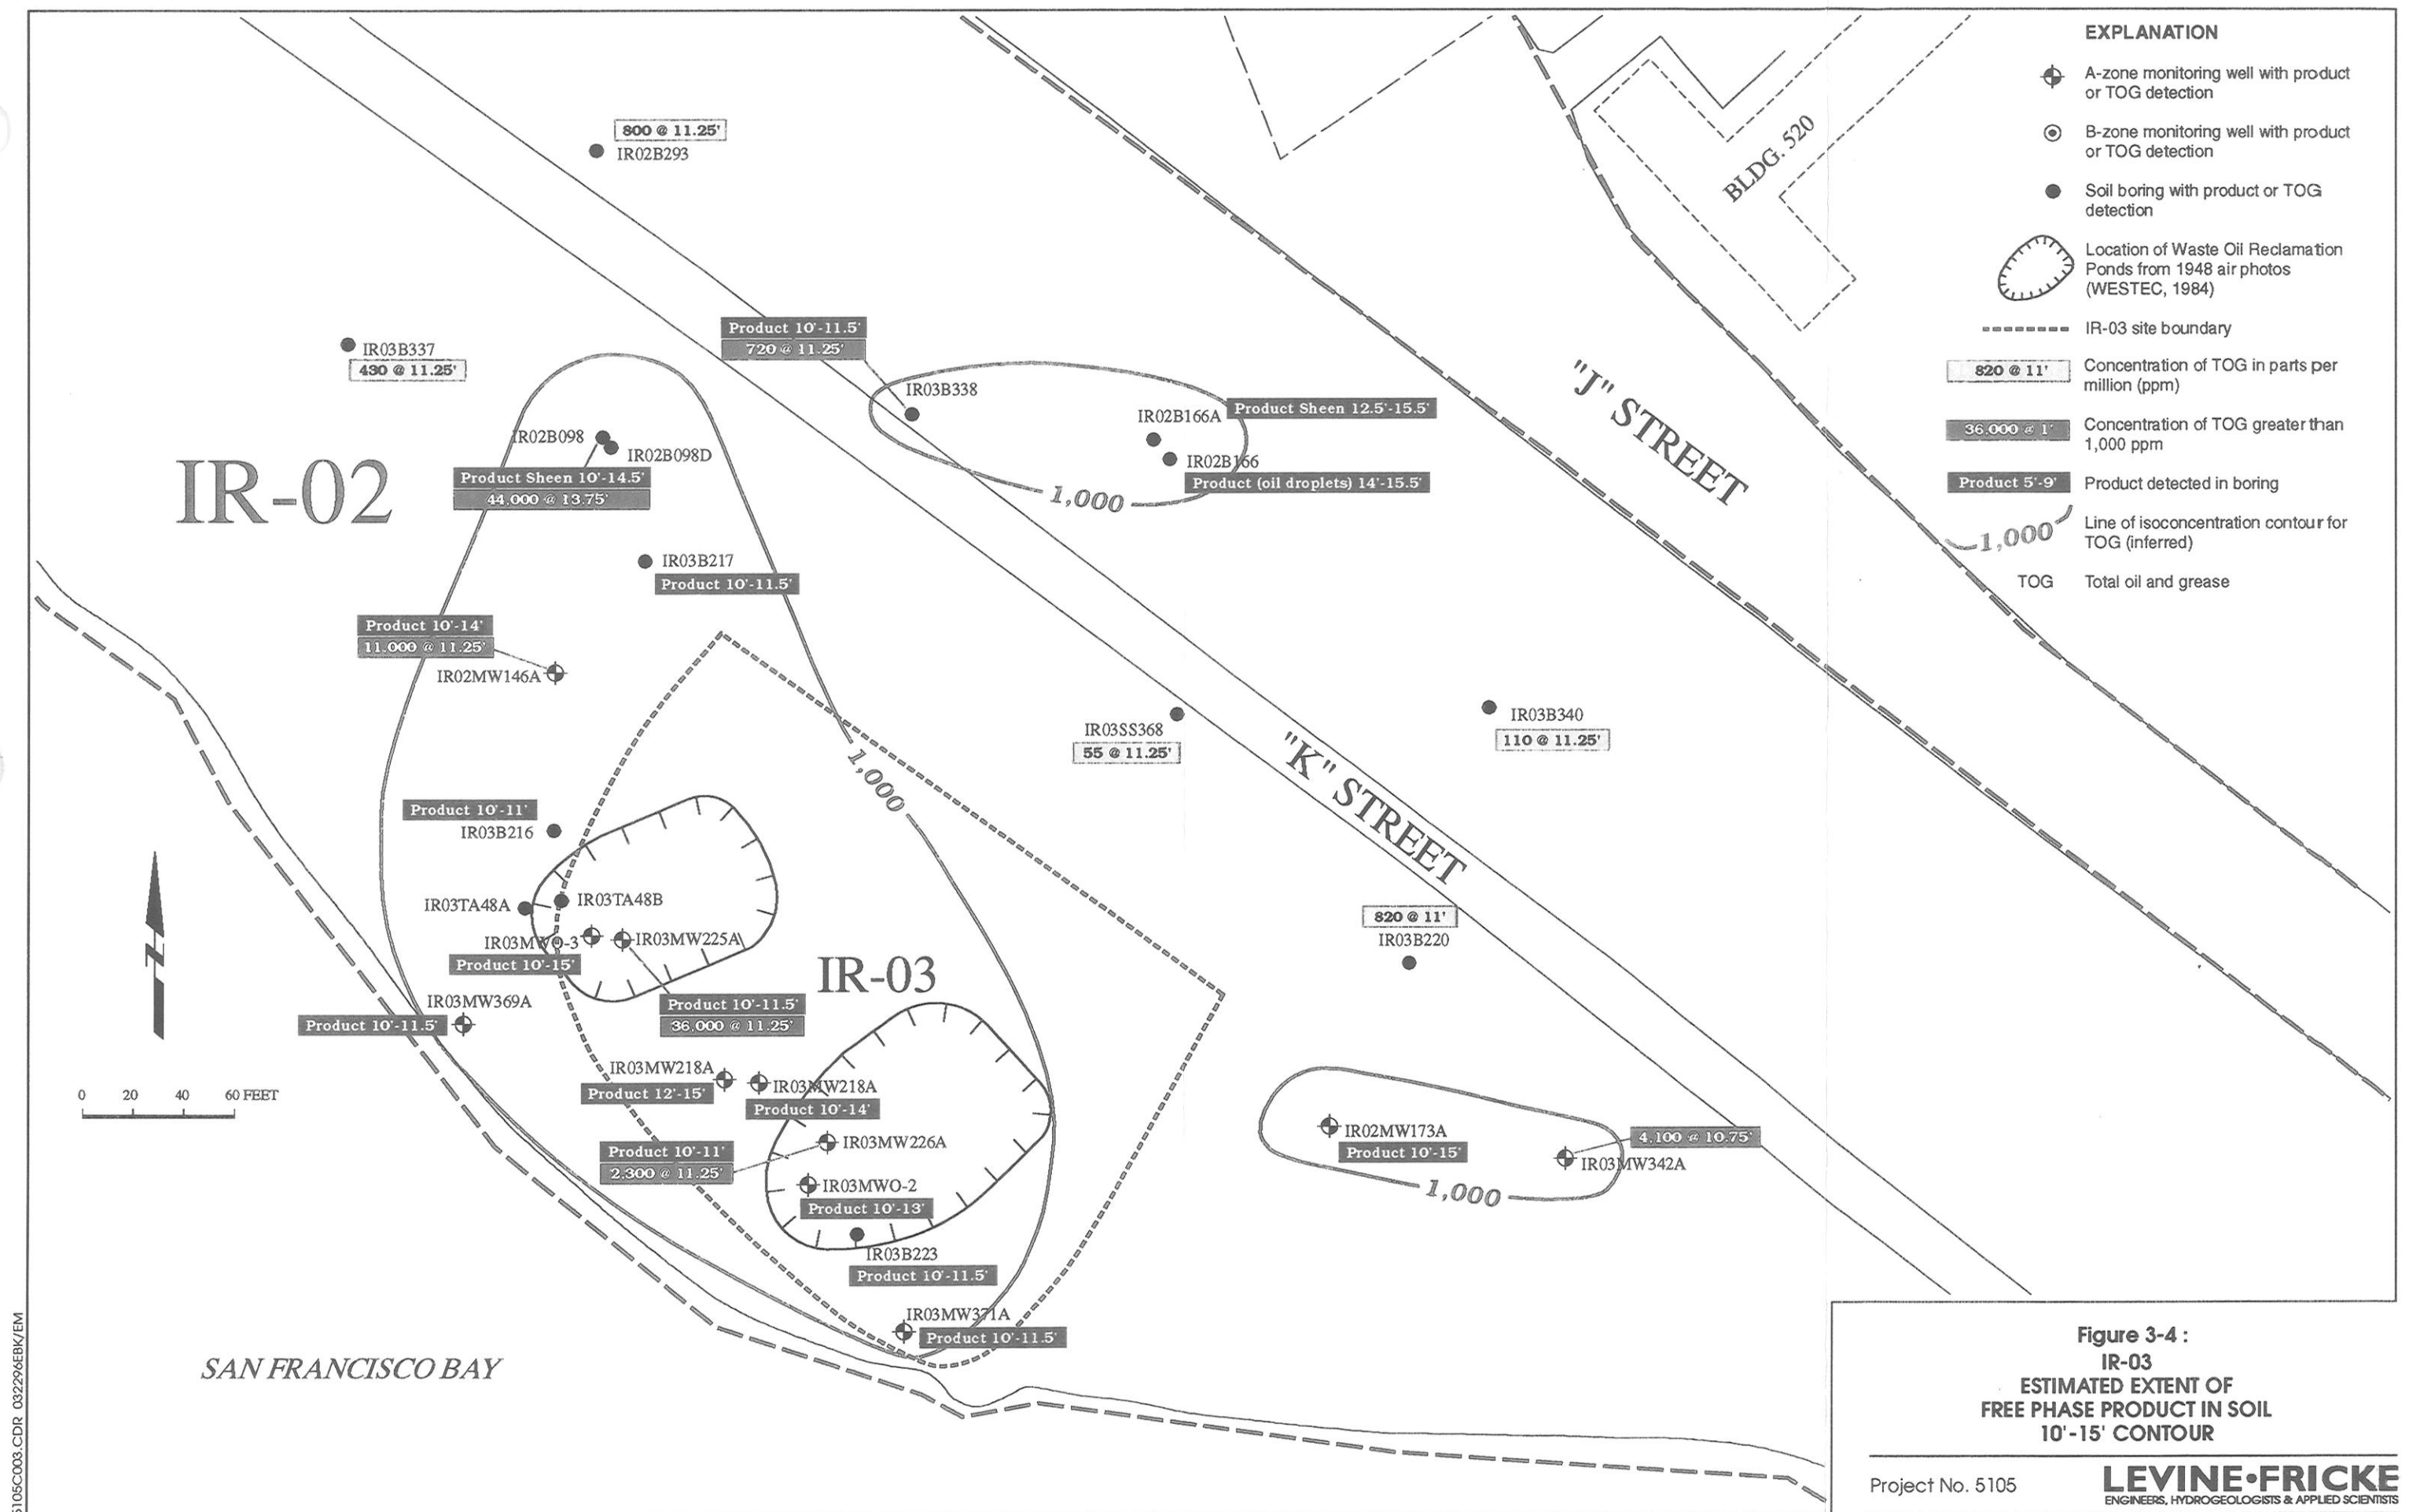 EXPLANATION
A-zone monitoring well with product
or TOG detection
B-zone monitoring well with product
or TOG detection
Soil boring with product or TOG
detection
Location of Waste Oil Reclamation
Ponds from 1948 air photos
(WESTEC, 1984)
IR-03 site boundary
820 @ 11'
Concentration of TOG in parts per
million (ppm)
36,000 @ 1'
Concentration of TOG greater than
1,000 ppm
Product 5'-9'
Product detected in boring
1,000
Line of isoconcentration contour for
TOG (inferred)
TOG
Total oil and grease
BLDG. 520
"J" STREET
"K" STREET
800 @ 11.25'
IR02B293
IR03B337
430 @ 11.25'
Product 10'-11.5'
720 @ 11.25'
IR03B338
IR02B166A
Product Sheen 12.5'-15.5'
IR02B166
Product (oil droplets) 14'-15.5'
1,000
IR-02
IR02B098
IR02B098D
Product Sheen 10'-14.5'
44,000 @ 13.75'
IR03B217
Product 10'-11.5'
Product 10'-14'
11,000 @ 11.25'
IR02MW146A
IR03SS368
55 @ 11.25'
IR03B340
110 @ 11.25'
1,000
Product 10'-11'
IR03B216
IR03TA48A
IR03TA48B
IR03MWO-3
IR03MW225A
Product 10'-15'
IR-03
820 @ 11'
IR03B220
IR03MW369A
Product 10'-11.5'
Product 10'-11.5'
36,000 @ 11.25'
N
0 20 40 60 FEET
IR03MW218A
Product 12'-15'
IR03MW218A
Product 10'-14'
IR03MW226A
Product 10'-11'
2,300 @ 11.25'
IR03MWO-2
Product 10'-13'
IR03B223
Product 10'-11.5'
IR03MW371A
Product 10'-11.5'
IR02MW173A
Product 10'-15'
4,100 @ 10.75'
IR03MW342A
1,000
SAN FRANCISCO BAY
5105C003.CDR 032296EBK/EM
Figure 3-4 :
IR-03
ESTIMATED EXTENT OF
FREE PHASE PRODUCT IN SOIL
10'-15' CONTOUR
Project No. 5105
LEVINE•FRICKE
ENGINEERS, HYDROGEOLOGISTS & APPLIED SCIENTISTS